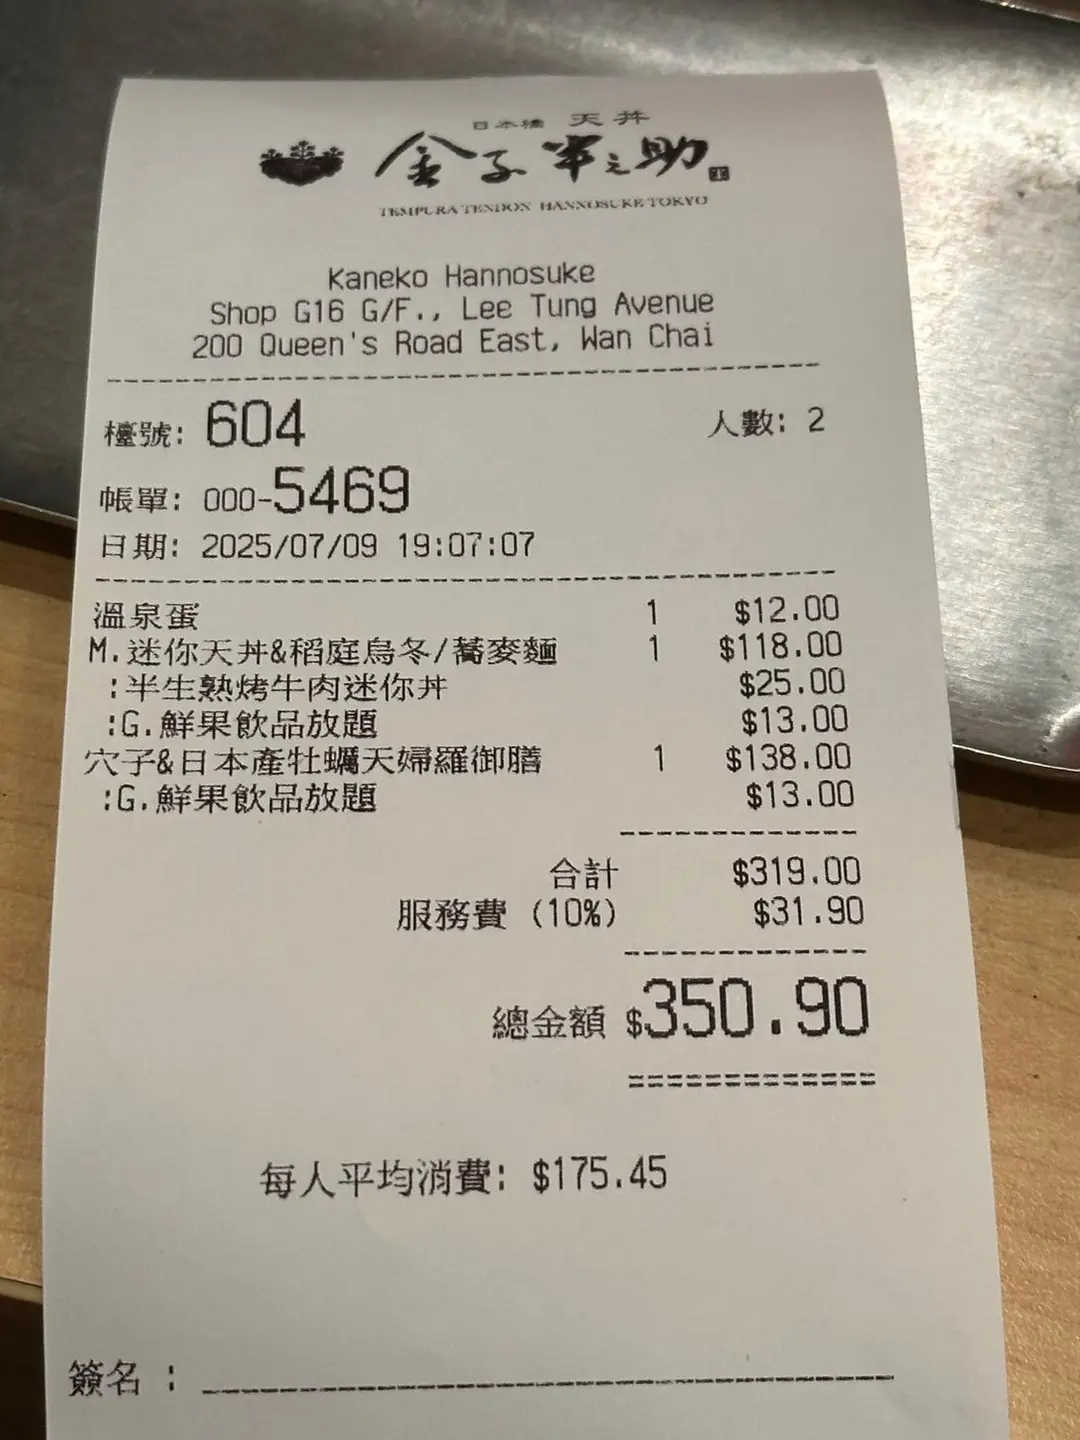 日本橋 天丼
金子半之助
TEMPURA TENDON HANNOSUKE TOKYO
Kaneko Hannosuke
Shop G16 G/F., Lee Tung Avenue
200 Queen's Road East, Wan Chai
檯號: 604 人數: 2
帳單: 000-5469
日期: 2025/07/09 19:07:07
溫泉蛋 1 $12.00
M.迷你天丼&稻庭烏冬/蕎麥麵 1 $118.00
:半生熟烤牛肉迷你丼 $25.00
:G.鮮果飲品放題 $13.00
穴子&日本產牡蠣天婦羅御膳 1 $138.00
:G.鮮果飲品放題 $13.00
合計 $319.00
服務費 (10%) $31.90
總金額 $350.90
每人平均消費: $175.45
簽名 :